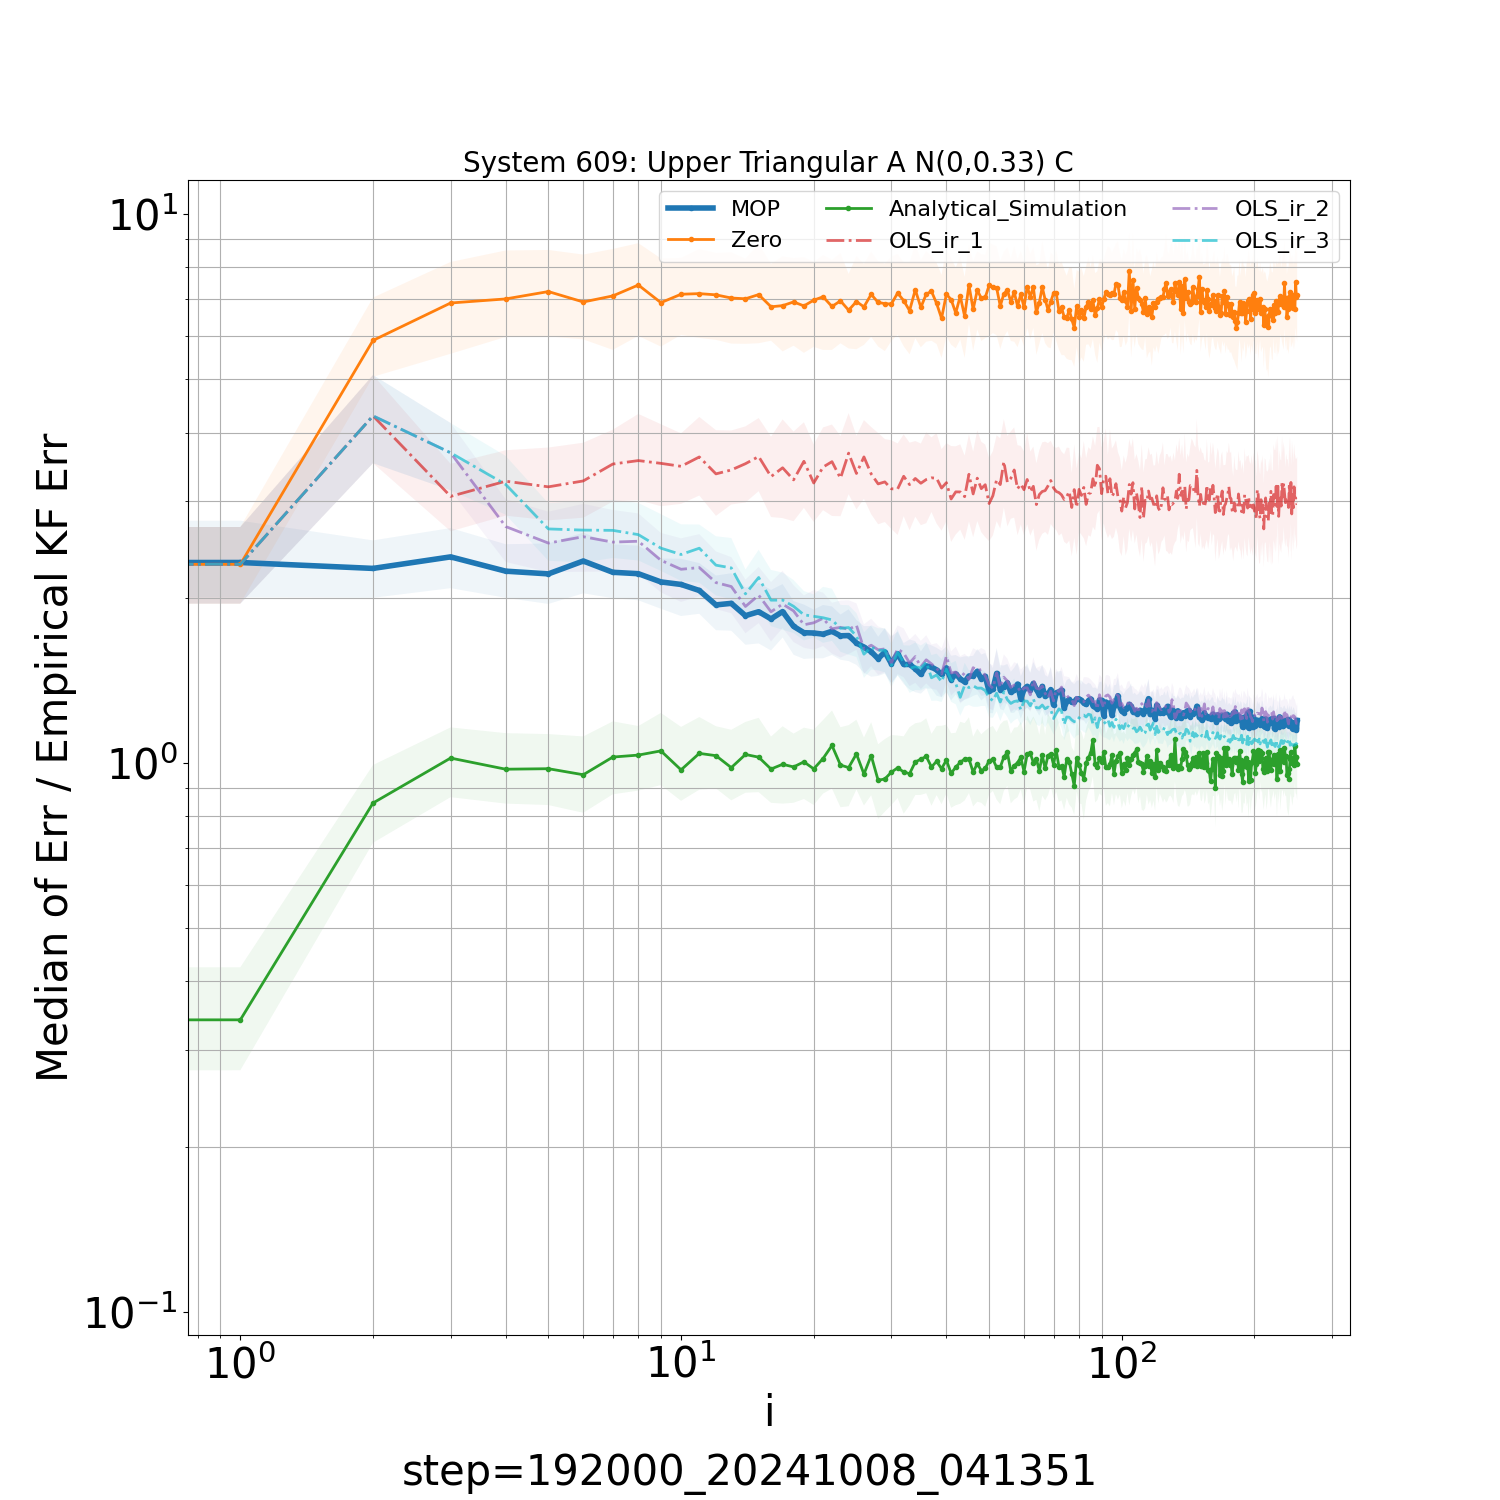 System 609: Upper Triangular A N(0,0.33) C
MOP
Zero
Analytical_Simulation
OLS_ir_1
OLS_ir_2
OLS_ir_3
Median of Err / Empirical KF Err
10¹
10⁰
10⁻¹
10⁰ 10¹ 10²
i
step=192000_20241008_041351